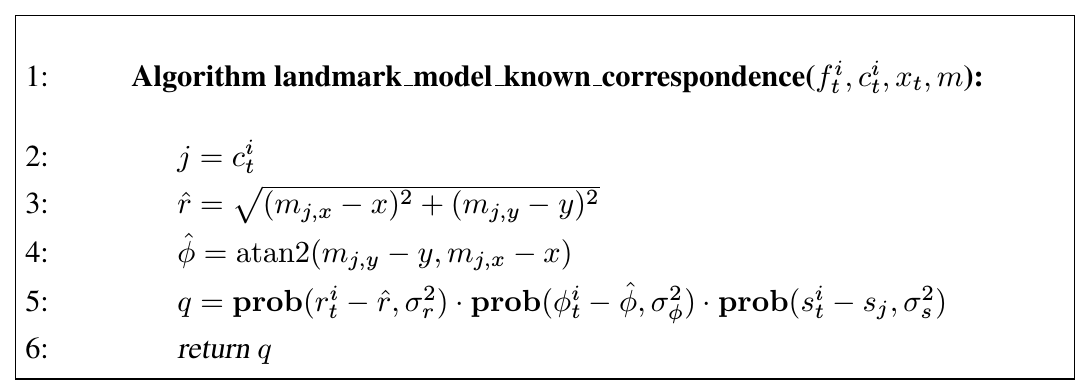 1: Algorithm landmark_model_known_correspondence($f_t^i, c_t^i, x_t, m$):
2: $j = c_t^i$
3: $\hat{r} = \sqrt{(m_{j,x} - x)^2 + (m_{j,y} - y)^2}$
4: $\hat{\phi} = \mathrm{atan2}(m_{j,y} - y, m_{j,x} - x)$
5: $q = \mathbf{prob}(r_t^i - \hat{r}, \sigma_r^2) \cdot \mathbf{prob}(\phi_t^i - \hat{\phi}, \sigma_\phi^2) \cdot \mathbf{prob}(s_t^i - s_j, \sigma_s^2)$
6: return $q$